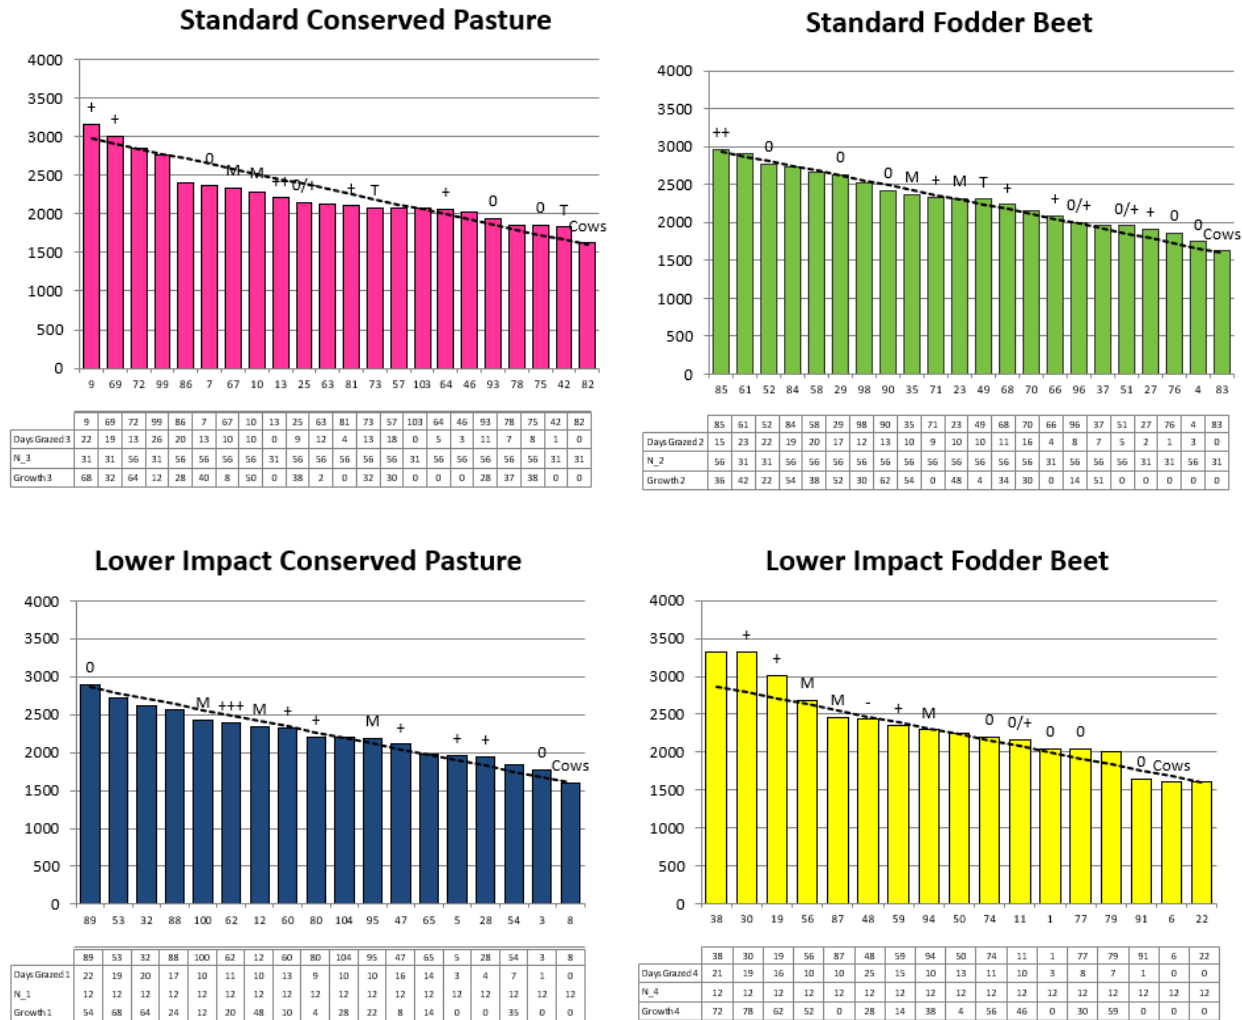 Standard Conserved Pasture
4000
3500
3000
2500
2000
1500
1000
500
0
+ + 0 M M ++ 0/+ + T + 0 0 T Cows
9 69 72 99 86 7 67 10 13 25 63 81 73 57 103 64 46 93 78 75 42 82
9 69 72 99 86 7 67 10 13 25 63 81 73 57 103 64 46 93 78 75 42 82
Days Grazed 3 22 19 13 26 20 13 10 10 0 9 12 4 13 18 0 5 3 11 7 8 1 0
N_3 31 31 56 31 56 56 56 56 56 56 56 56 56 56 31 56 56 56 56 56 31 31
Growth 3 68 32 64 12 28 40 8 50 0 38 2 0 32 30 0 0 0 28 37 38 0 0
Standard Fodder Beet
4000
3500
3000
2500
2000
1500
1000
500
0
++ 0 0 0 M + M T + + 0/+ 0/+ + 0 0 Cows
85 61 52 84 58 29 98 90 35 71 23 49 68 70 66 96 37 51 27 76 4 83
85 61 52 84 58 29 98 90 35 71 23 49 68 70 66 96 37 51 27 76 4 83
Days Grazed 2 15 23 22 19 20 17 12 13 10 9 10 10 11 16 4 8 7 5 2 1 3 0
N_2 56 31 31 56 56 56 56 56 56 56 56 56 56 56 31 56 56 56 31 31 56 31
Growth 2 36 42 22 54 38 52 30 62 54 0 48 4 34 30 0 14 51 0 0 0 0 0
Lower Impact Conserved Pasture
4000
3500
3000
2500
2000
1500
1000
500
0
0 M +++ M + + M + + + 0 Cows
89 53 32 88 100 62 12 60 80 104 95 47 65 5 28 54 3 8
89 53 32 88 100 62 12 60 80 104 95 47 65 5 28 54 3 8
Days Grazed 1 22 19 20 17 10 11 10 13 9 10 10 16 14 3 4 7 1 0
N_1 12 12 12 12 12 12 12 12 12 12 12 12 12 12 12 12 12 12
Growth 1 54 68 64 24 12 20 48 10 4 28 22 8 14 0 0 35 0 0
Lower Impact Fodder Beet
4000
3500
3000
2500
2000
1500
1000
500
0
+ + M M - + M 0 0/+ 0 0 0 Cows
38 30 19 56 87 48 59 94 50 74 11 1 77 79 91 6 22
38 30 19 56 87 48 59 94 50 74 11 1 77 79 91 6 22
Days Grazed 4 21 19 16 10 10 25 15 10 13 11 10 3 8 7 1 0 0
N_4 12 12 12 12 12 12 12 12 12 12 12 12 12 12 12 12 12
Growth 4 72 78 62 52 0 28 14 38 4 56 46 0 30 59 0 0 0